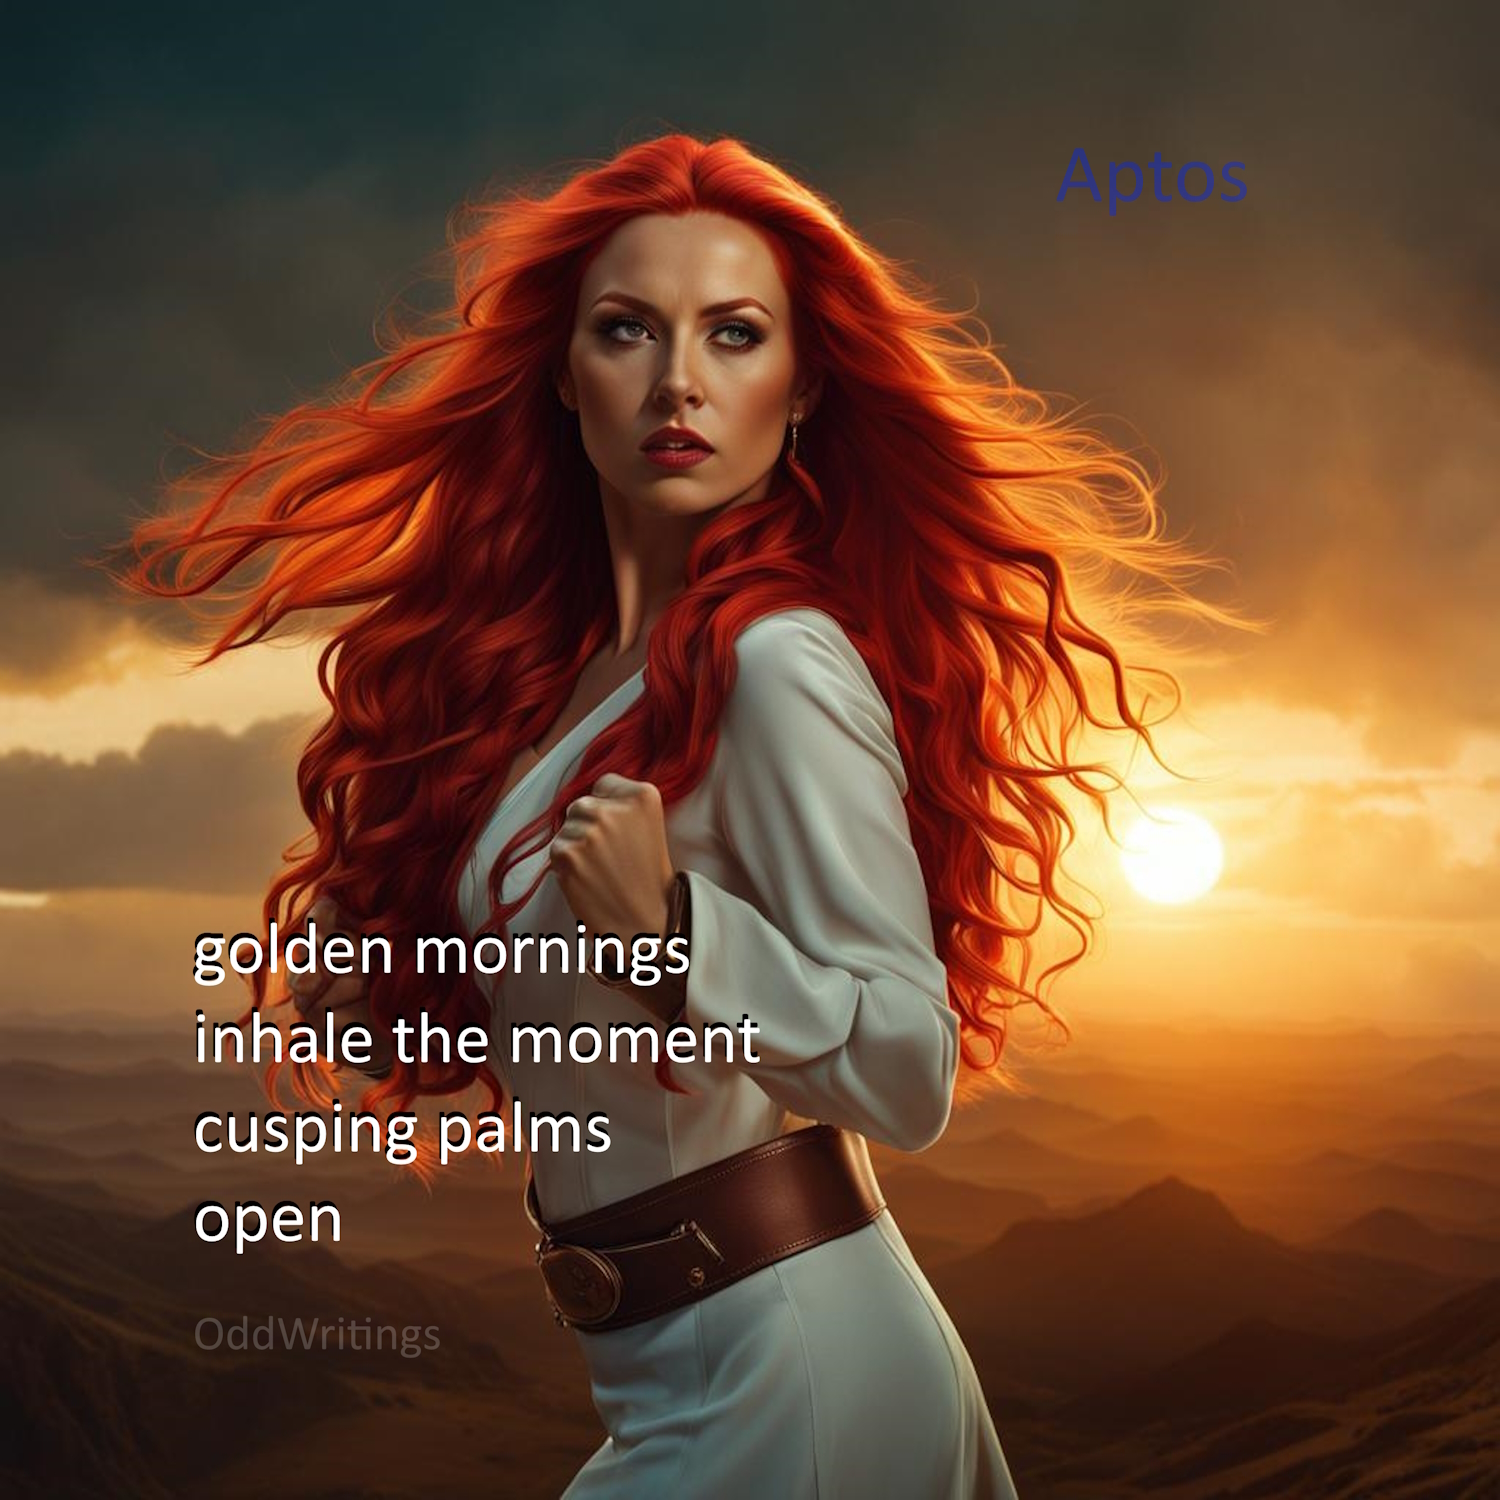 Aptos
golden mornings
inhale the moment
cusping palms
open
OddWritings